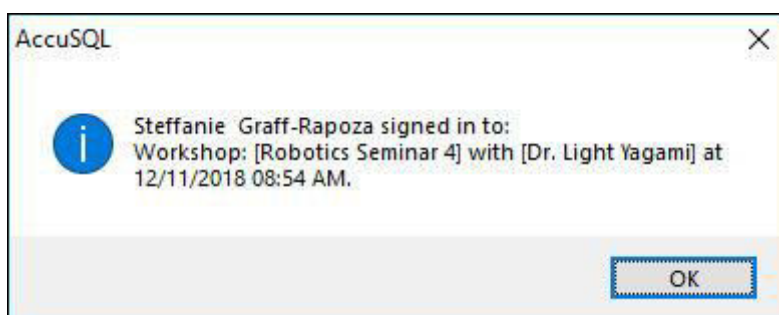 AccuSQL
Steffanie  Graff-Rapoza signed in to:
Workshop: [Robotics Seminar 4] with [Dr. Light Yagami] at
12/11/2018 08:54 AM.
OK